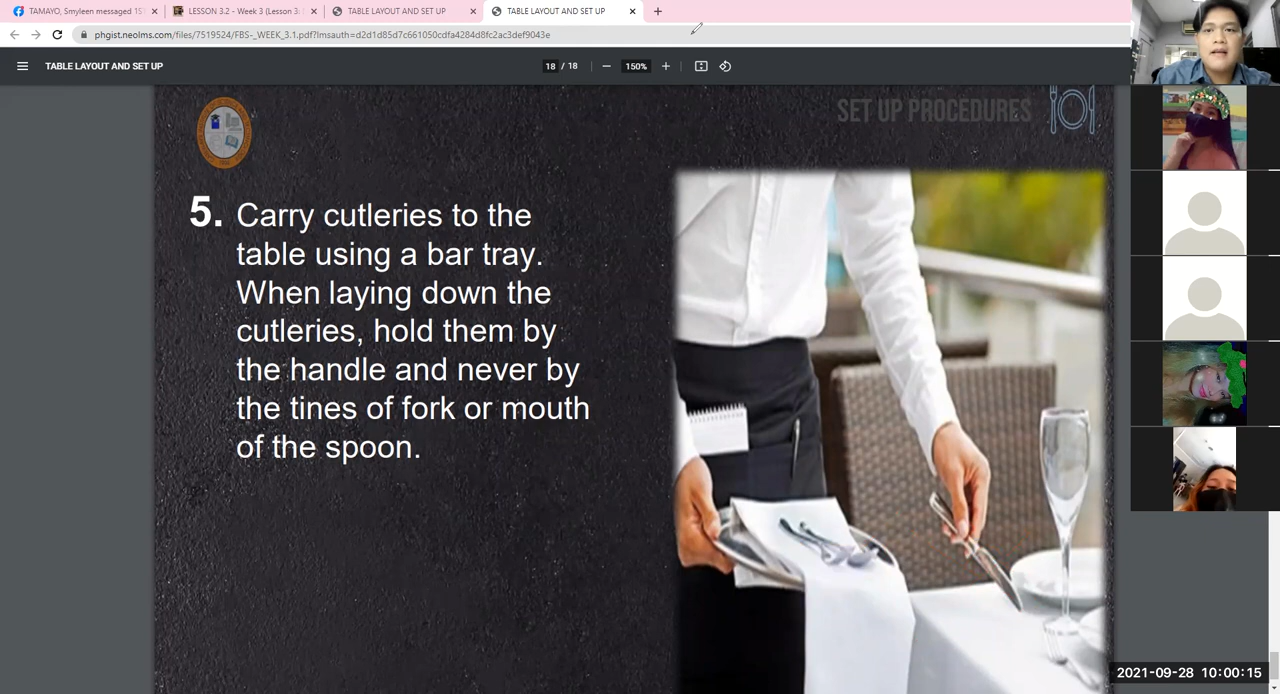 TAMAYO, Smyleen messaged 15
LESSON 3.2 - Week 3 (Lesson 3:
TABLE LAYOUT AND SET UP
TABLE LAYOUT AND SET UP
phgist.neolms.com/files/7519524/FBS-_WEEK_3.1.pdf?lmsauth=d2d1d85d7c661050cdfa4284d5f2c2ac3bef9043e
TABLE LAYOUT AND SET UP
18 / 18
150%
SET UP PROCEDURES
5. Carry cutleries to the
table using a bar tray.
When laying down the
cutleries, hold them by
the handle and never by
the tines of fork or mouth
of the spoon.
2021-09-28 10:00:15